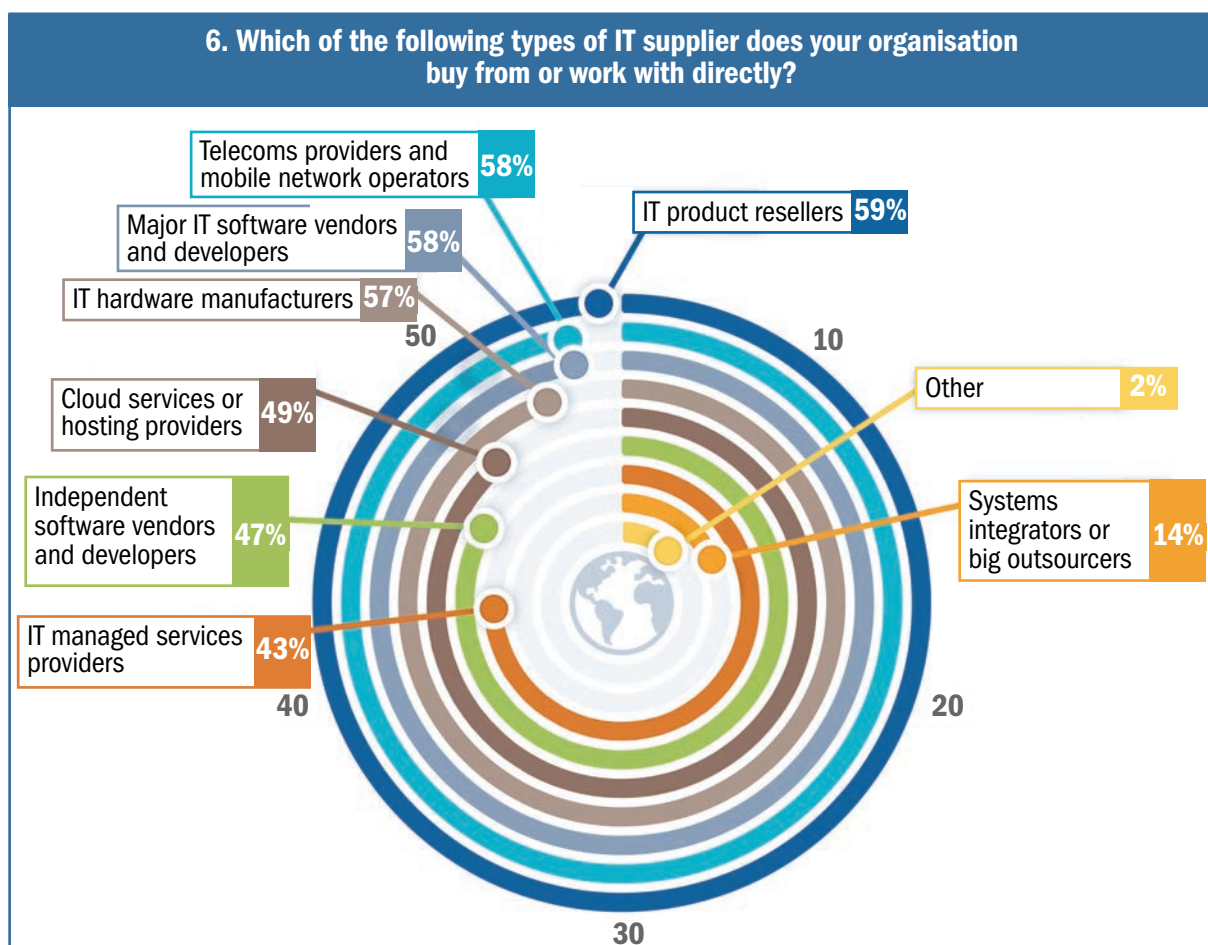 6. Which of the following types of IT supplier does your organisation
buy from or work with directly?
Telecoms providers and
mobile network operators
58%
IT product resellers
59%
Major IT software vendors
and developers
58%
IT hardware manufacturers
57%
50
10
Cloud services or
hosting providers
49%
Other
2%
Independent
software vendors
and developers
47%
Systems
integrators or
big outsourcers
14%
IT managed services
providers
43%
40
20
30